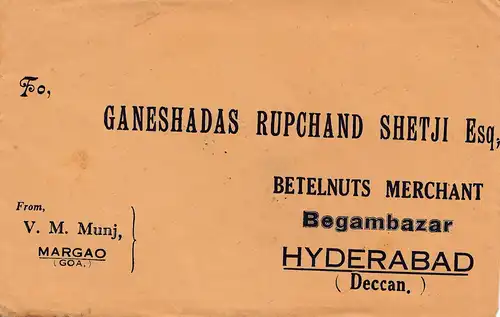 To,
GANESHADAS RUPCHAND SHETJI Esq,
BETELNUTS MERCHANT
Begambazar
HYDERABAD
( Deccan. )
From,
V. M. Munj,
MARGAO
(GOA.)